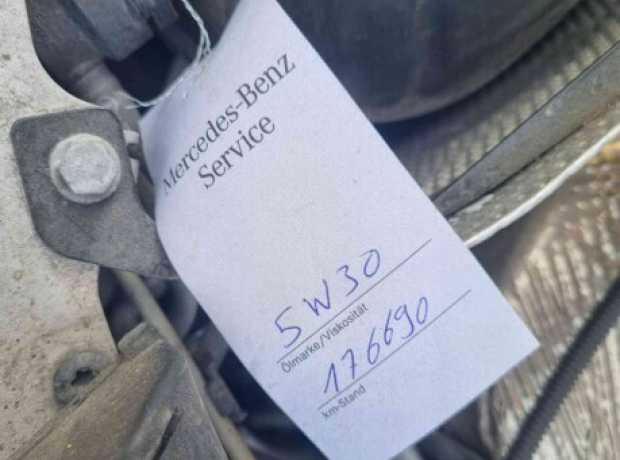 Mercedes-Benz
Service
5W30
Ölmarke/Viskosität
176690
km-Stand